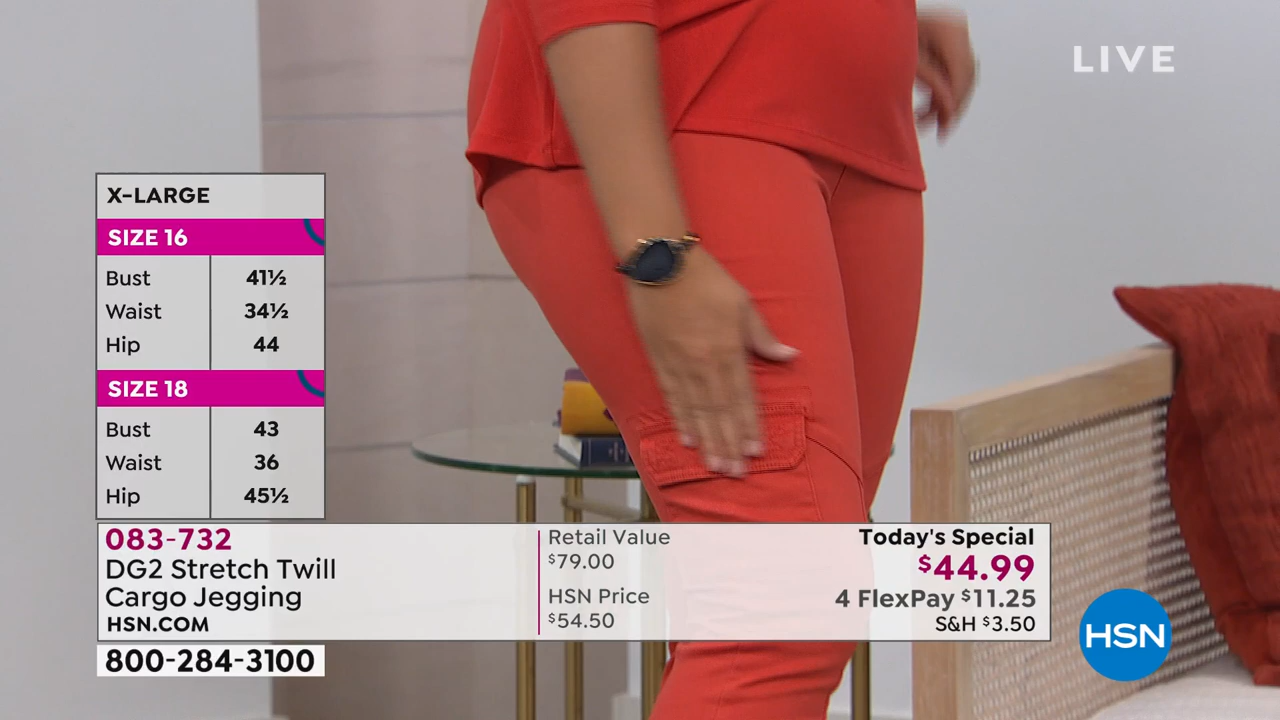 LIVE
X-LARGE
SIZE 16
Bust 41½
Waist 34½
Hip 44
SIZE 18
Bust 43
Waist 36
Hip 45½
083-732
DG2 Stretch Twill
Cargo Jegging
HSN.COM
800-284-3100
Retail Value
$79.00
HSN Price
$54.50
Today's Special
$44.99
4 FlexPay $11.25
S&H $3.50
HSN